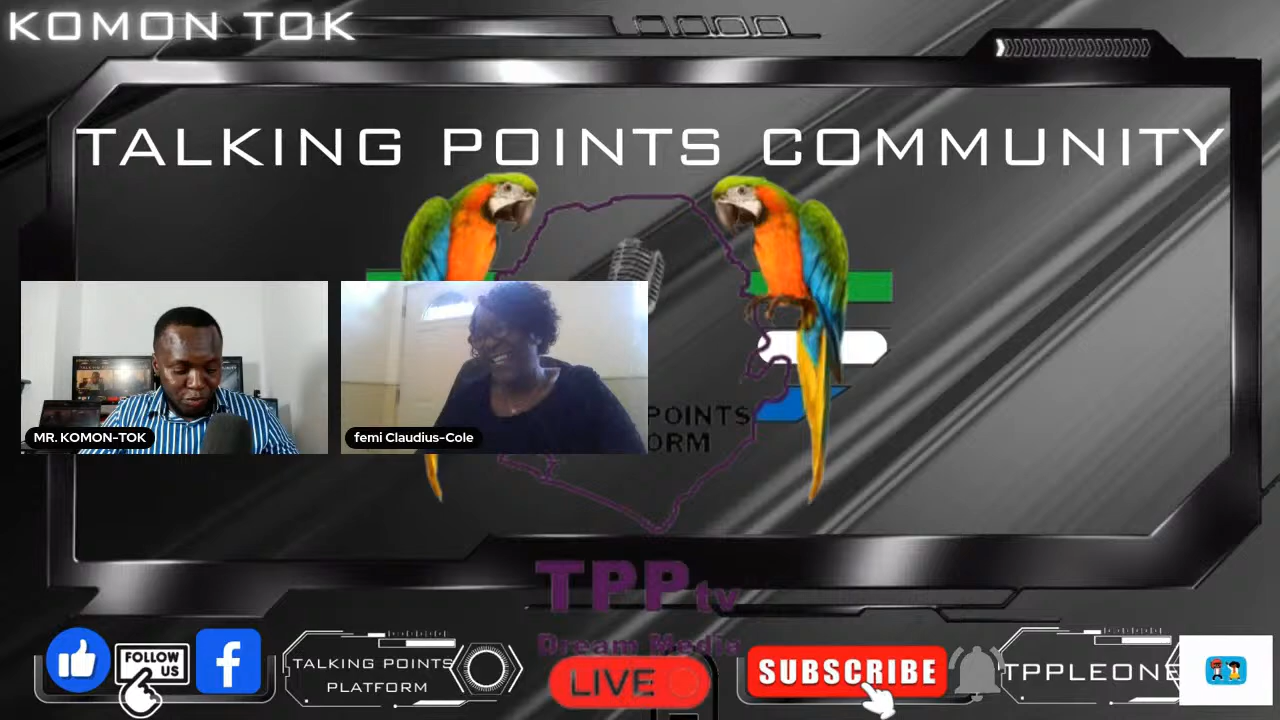 KOMON TOK
TALKING POINTS COMMUNITY
POINTS
ORM
MR. KOMON-TOK
femi Claudius-Cole
TPPtv
Dream Media
FOLLOW
US
TALKING POINTS
PLATFORM
LIVE
SUBSCRIBE
TPPLEONE